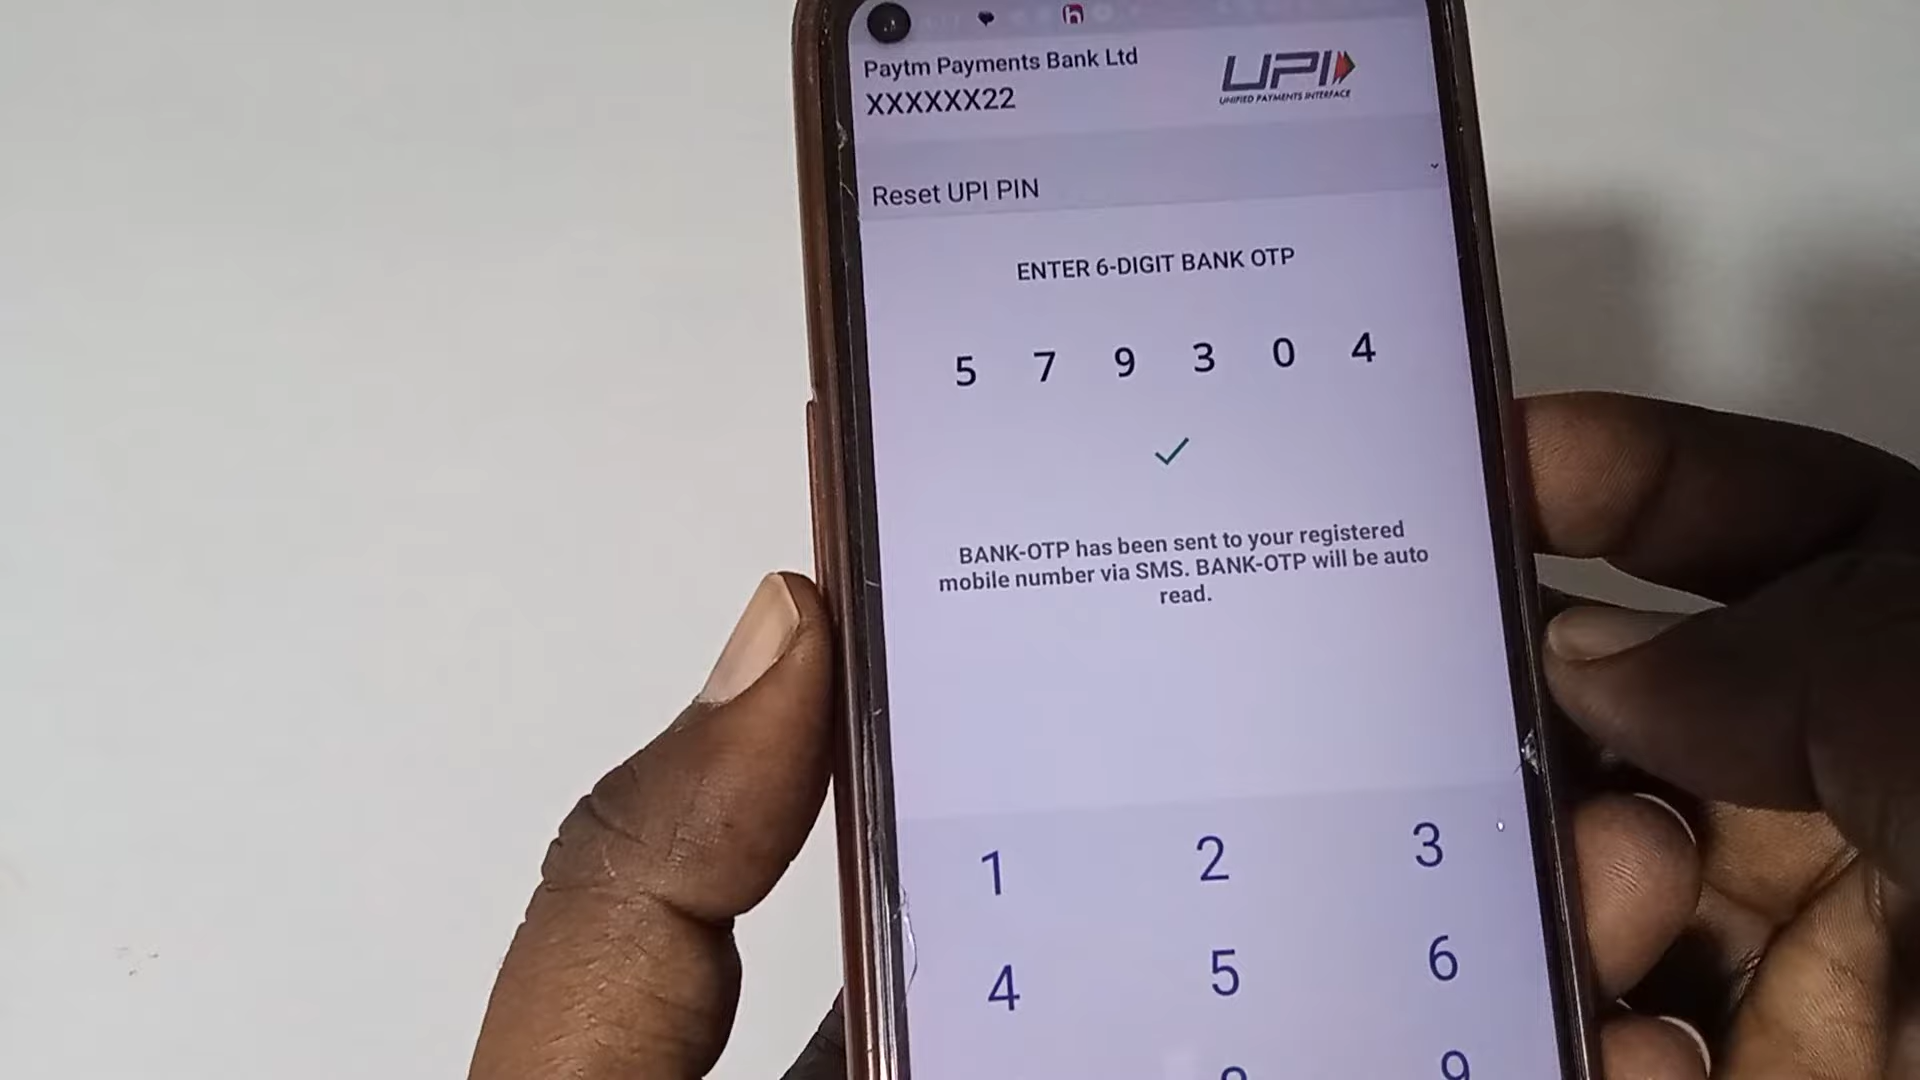 Paytm Payments Bank Ltd
XXXXXX22
UPI
UNIFIED PAYMENTS INTERFACE
Reset UPI PIN
ENTER 6-DIGIT BANK OTP
5 7 9 3 0 4
BANK-OTP has been sent to your registered
mobile number via SMS. BANK-OTP will be auto
read.
1 2 3
4 5 6
9